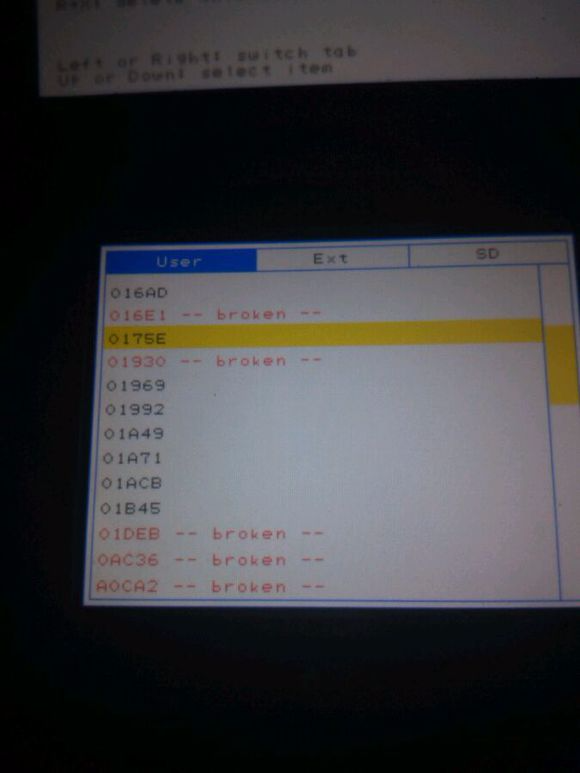 Left or Right: switch tab
Up or Down: select item
User Ext SD
016AD
016E1 -- broken --
0175E
01930 -- broken --
01969
01992
01A49
01A71
01ACB
01B45
01DEB -- broken --
0AC36 -- broken --
A0CA2 -- broken --